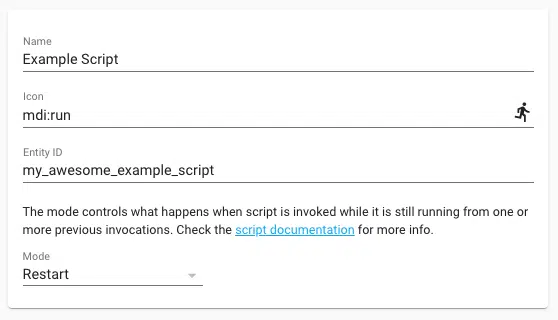 Name
Example Script
Icon
mdi:run
Entity ID
my_awesome_example_script
The mode controls what happens when script is invoked while it is still running from one or
more previous invocations. Check the script documentation for more info.
Mode
Restart